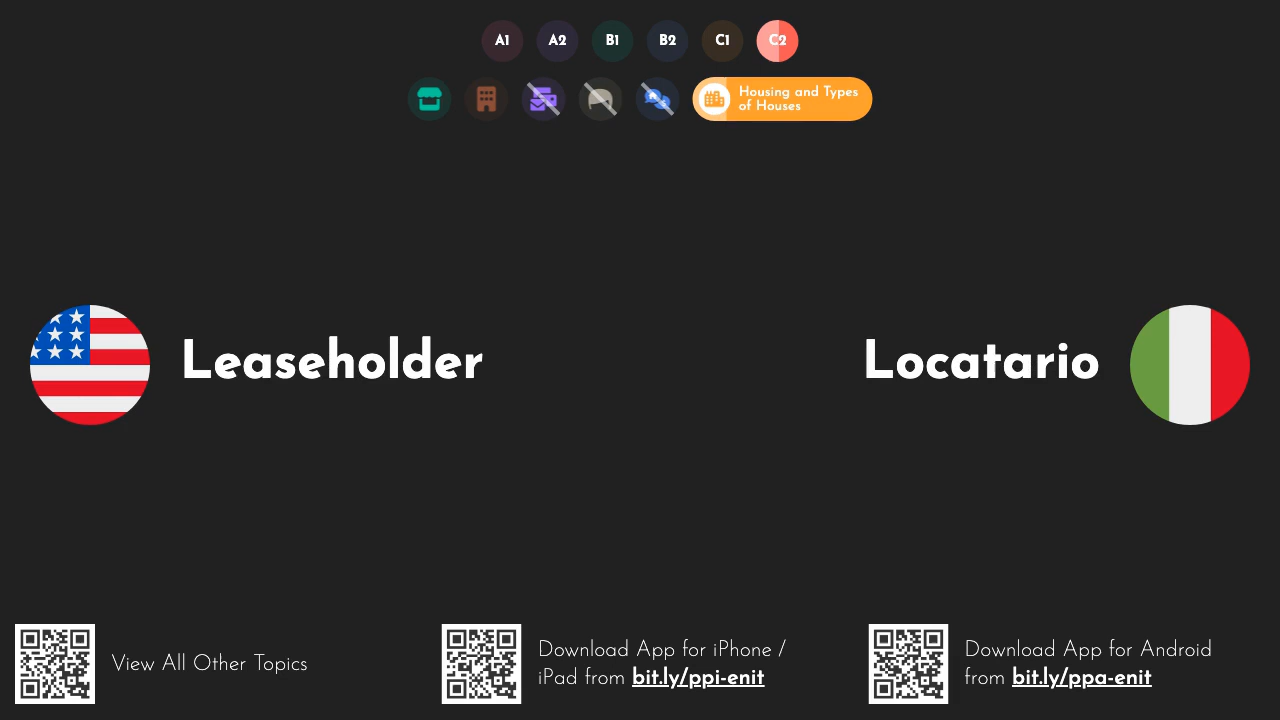 A1 A2 B1 B2 C1 C2
Housing and Types
of Houses
Leaseholder
Locatario
View All Other Topics
Download App for iPhone /
iPad from bit.ly/ppi-enit
Download App for Android
from bit.ly/ppa-enit